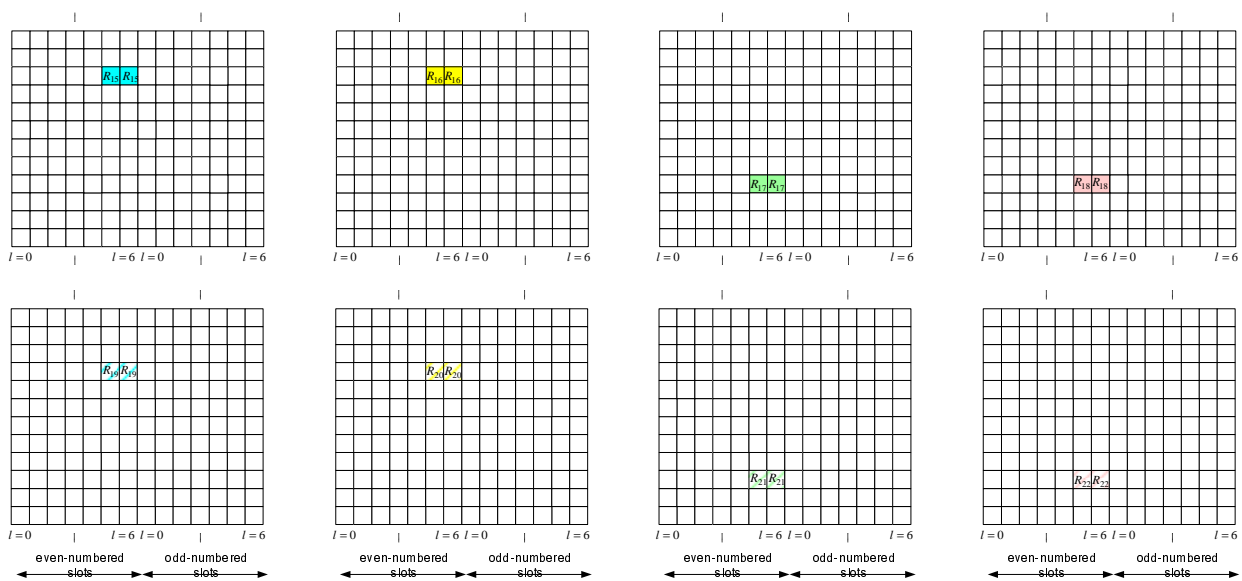 R15 R15
R16 R16
R17 R17
R18 R18
l = 0 l = 6 l = 0 l = 6
l = 0 l = 6 l = 0 l = 6
l = 0 l = 6 l = 0 l = 6
l = 0 l = 6 l = 0 l = 6
R19 R19
R20 R20
R21 R21
R22 R22
l = 0 l = 6 l = 0 l = 6
l = 0 l = 6 l = 0 l = 6
l = 0 l = 6 l = 0 l = 6
l = 0 l = 6 l = 0 l = 6
even-numbered
slots
odd-numbered
slots
even-numbered
slots
odd-numbered
slots
even-numbered
slots
odd-numbered
slots
even-numbered
slots
odd-numbered
slots